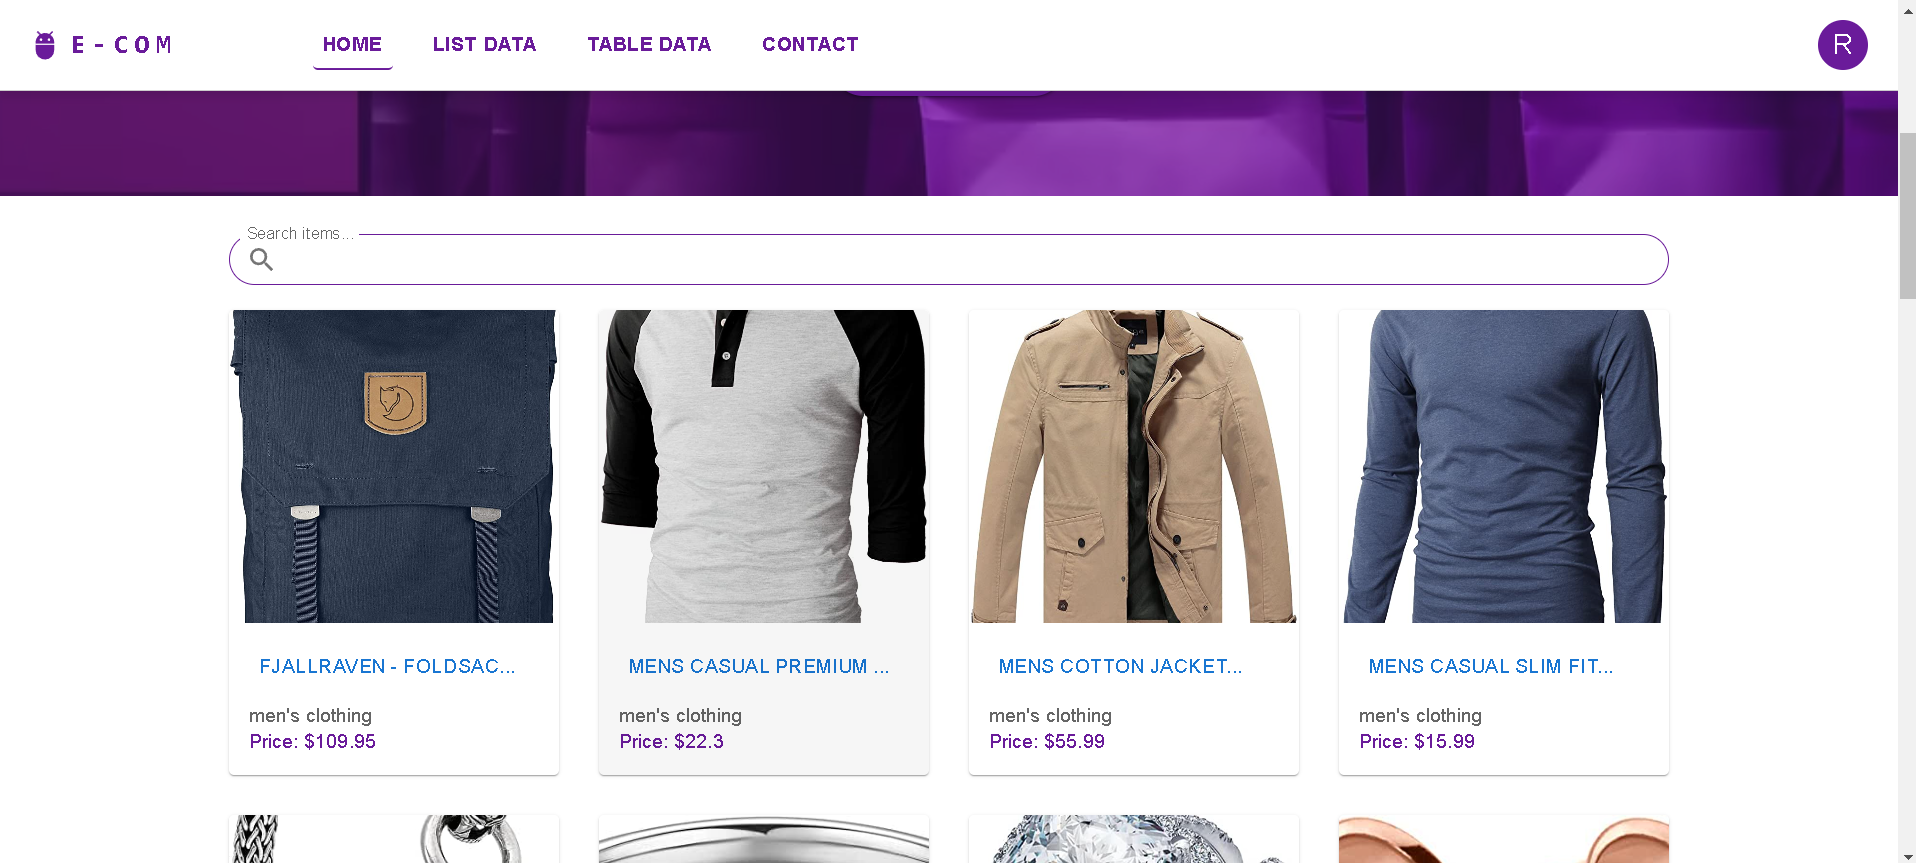 E-COM
HOME
LIST DATA
TABLE DATA
CONTACT
R
Search items...
FJALLRAVEN - FOLDSAC...
men's clothing
Price: $109.95
MENS CASUAL PREMIUM ...
men's clothing
Price: $22.3
MENS COTTON JACKET...
men's clothing
Price: $55.99
MENS CASUAL SLIM FIT...
men's clothing
Price: $15.99